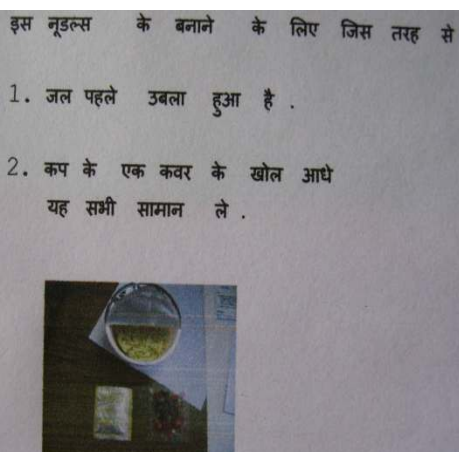 इस नूडल्स के बनाने के लिए जिस तरह से
1. जल पहले उबला हुआ है .
2. कप के एक कवर के खोल आधे
यह सभी सामान ले .